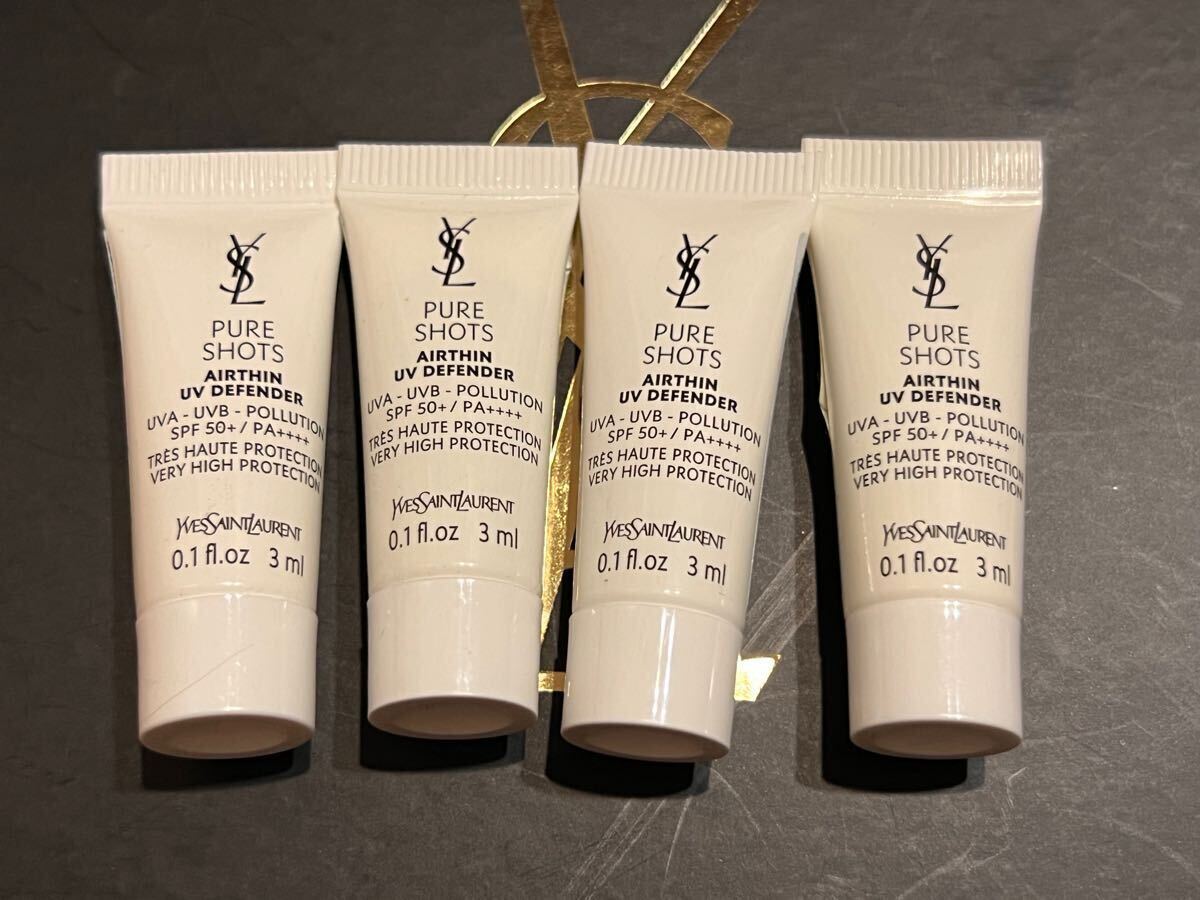 YSL
PURE
SHOTS
AIRTHIN
UV DEFENDER
UVA - UVB - POLLUTION
SPF 50+ / PA++++
TRÈS HAUTE PROTECTION
VERY HIGH PROTECTION
YVESSAINTLAURENT
0.1 fl.oz 3 ml
YSL
PURE
SHOTS
AIRTHIN
UV DEFENDER
UVA - UVB - POLLUTION
SPF 50+ / PA++++
TRÈS HAUTE PROTECTION
VERY HIGH PROTECTION
YVESSAINTLAURENT
0.1 fl.oz 3 ml
YSL
PURE
SHOTS
AIRTHIN
UV DEFENDER
UVA - UVB - POLLUTION
SPF 50+ / PA++++
TRÈS HAUTE PROTECTION
VERY HIGH PROTECTION
YVESSAINTLAURENT
0.1 fl.oz 3 ml
YSL
PURE
SHOTS
AIRTHIN
UV DEFENDER
UVA - UVB - POLLUTION
SPF 50+ / PA++++
TRÈS HAUTE PROTECTION
VERY HIGH PROTECTION
YVESSAINTLAURENT
0.1 fl.oz 3 ml